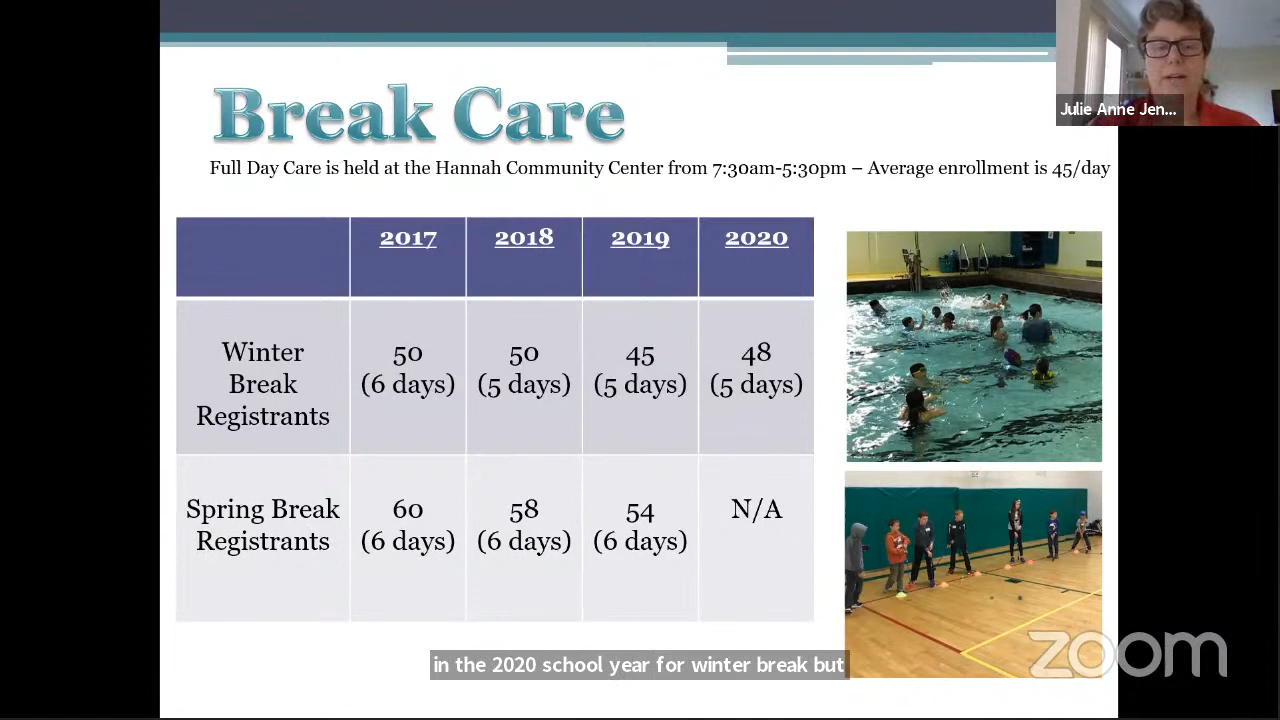 Break Care
Julie Anne Jen...
Full Day Care is held at the Hannah Community Center from 7:30am-5:30pm – Average enrollment is 45/day
2017 2018 2019 2020
Winter
Break
Registrants
50
(6 days)
50
(5 days)
45
(5 days)
48
(5 days)
Spring Break
Registrants
60
(6 days)
58
(6 days)
54
(6 days)
N/A
in the 2020 school year for winter break but
zoom